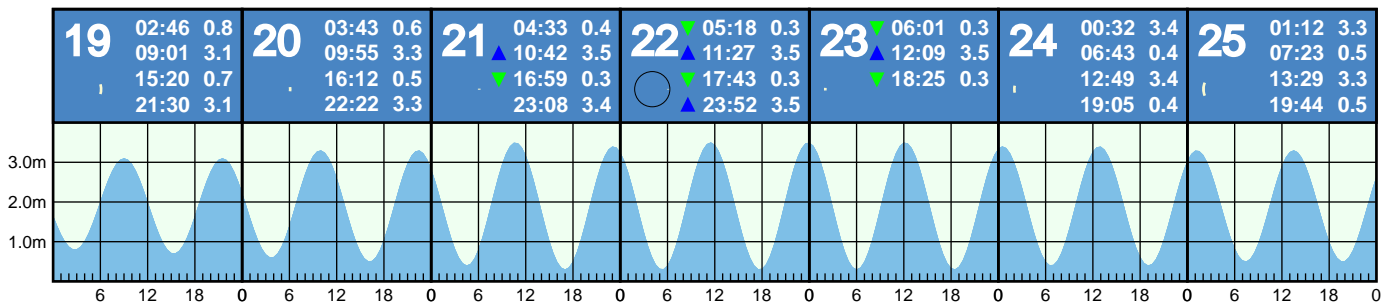 19
02:46 0.8
09:01 3.1
15:20 0.7
21:30 3.1
20
03:43 0.6
09:55 3.3
16:12 0.5
22:22 3.3
21
04:33 0.4
▲ 10:42 3.5
▼ 16:59 0.3
23:08 3.4
22
▼ 05:18 0.3
▲ 11:27 3.5
▼ 17:43 0.3
▲ 23:52 3.5
23
▼ 06:01 0.3
▲ 12:09 3.5
▼ 18:25 0.3
24
00:32 3.4
06:43 0.4
12:49 3.4
19:05 0.4
25
01:12 3.3
07:23 0.5
13:29 3.3
19:44 0.5
3.0m
2.0m
1.0m
6 12 18 0 6 12 18 0 6 12 18 0 6 12 18 0 6 12 18 0 6 12 18 0 6 12 18 0